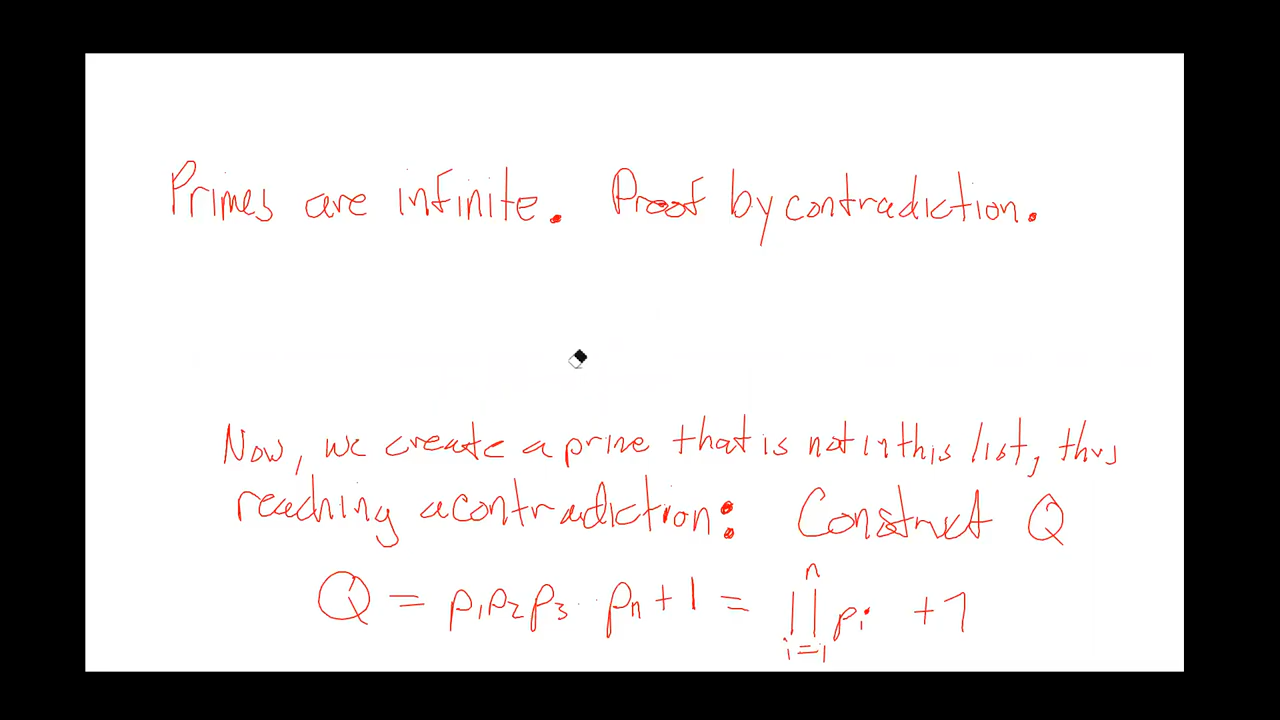 Primes are infinite. Proof by contradiction.
Now, we create a prime that is not in this list, thus
reaching a contradiction: Construct Q
Q = p₁p₂p₃ ·· pₙ + 1 = ∏ᵢ₌₁ⁿ pᵢ + 1